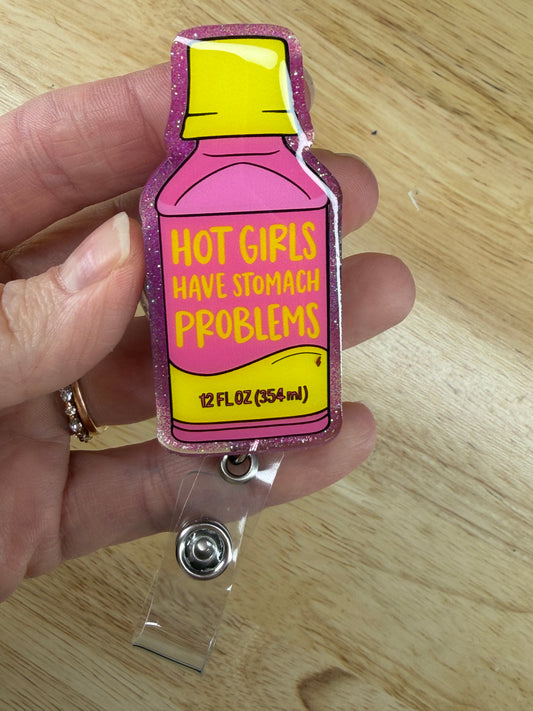 HOT GIRLS
HAVE STOMACH
PROBLEMS
12 FL OZ (354 ml)